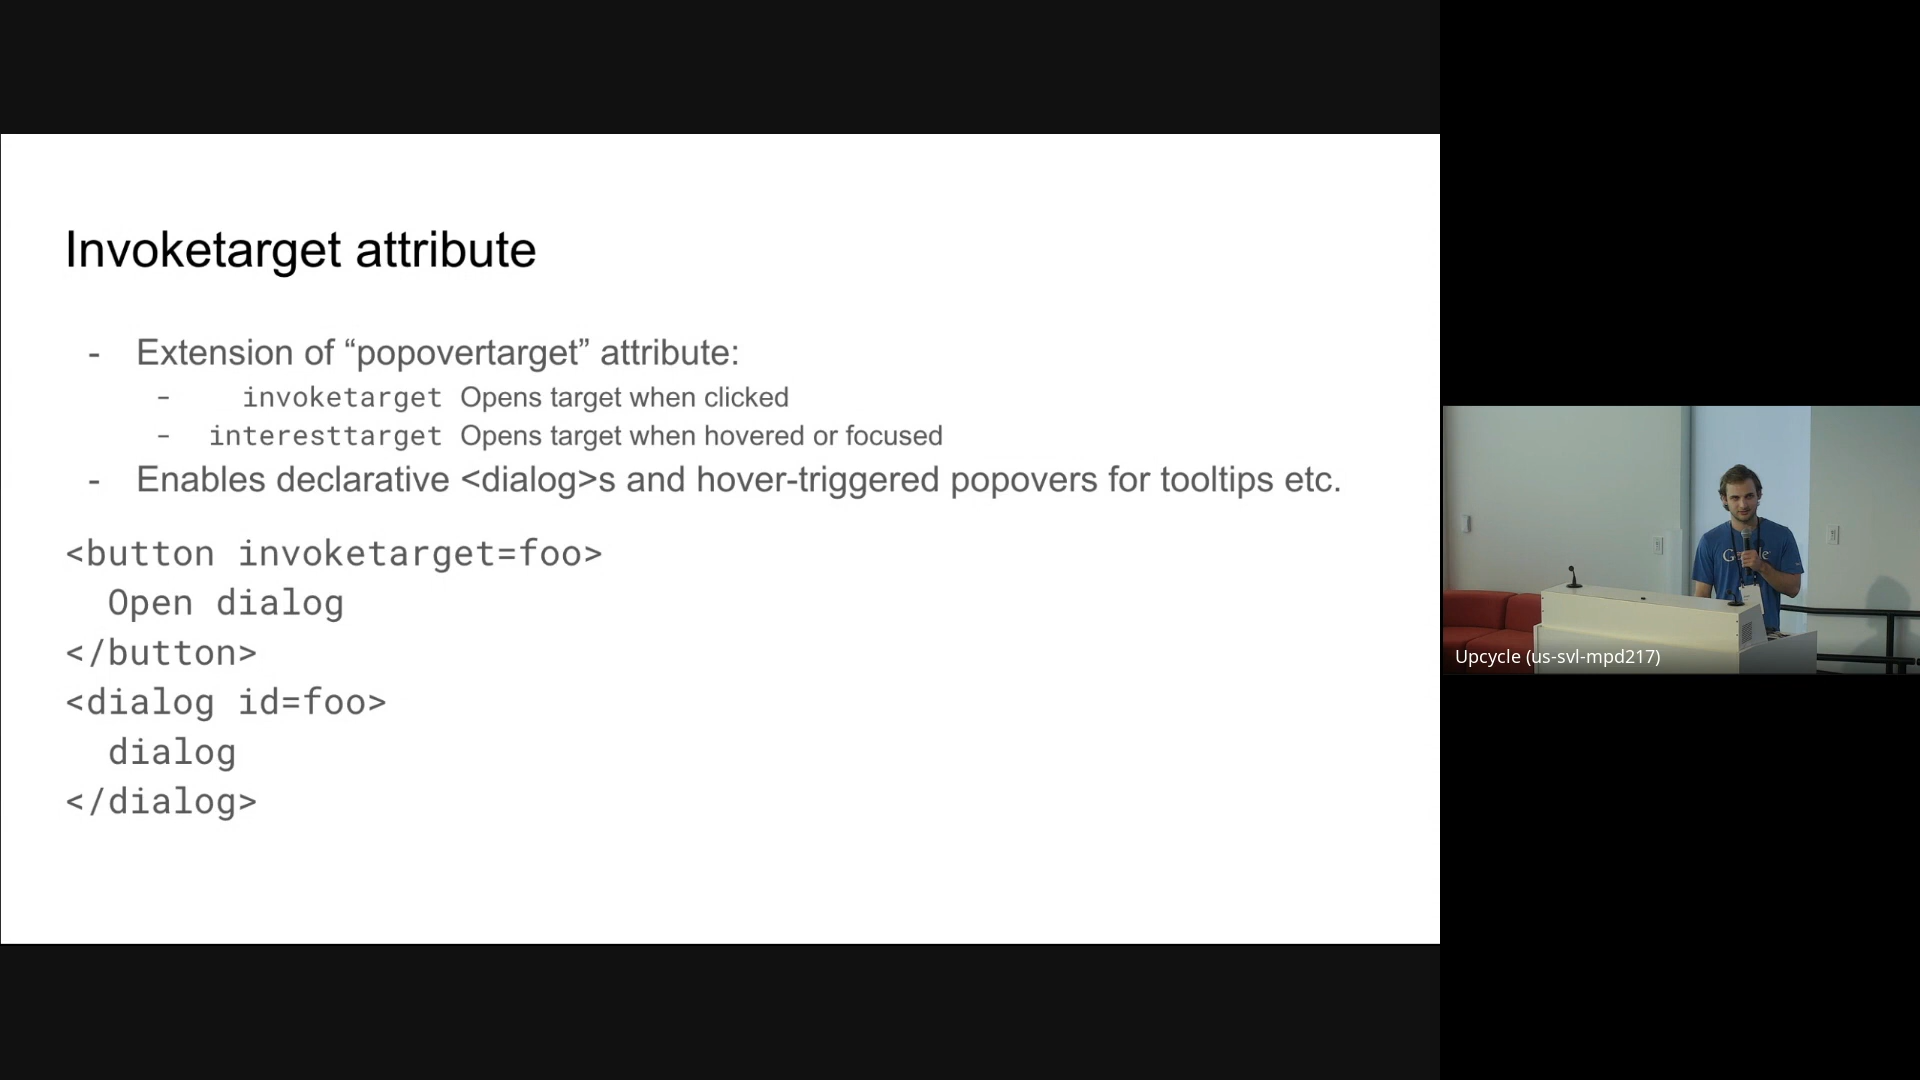 Invoketarget attribute
- Extension of “popovertarget” attribute:
- invoketarget Opens target when clicked
- interesttarget Opens target when hovered or focused
- Enables declarative <dialog>s and hover-triggered popovers for tooltips etc.
<button invoketarget=foo>
Open dialog
</button>
<dialog id=foo>
dialog
</dialog>
Google
Upcycle (us-svl-mpd217)